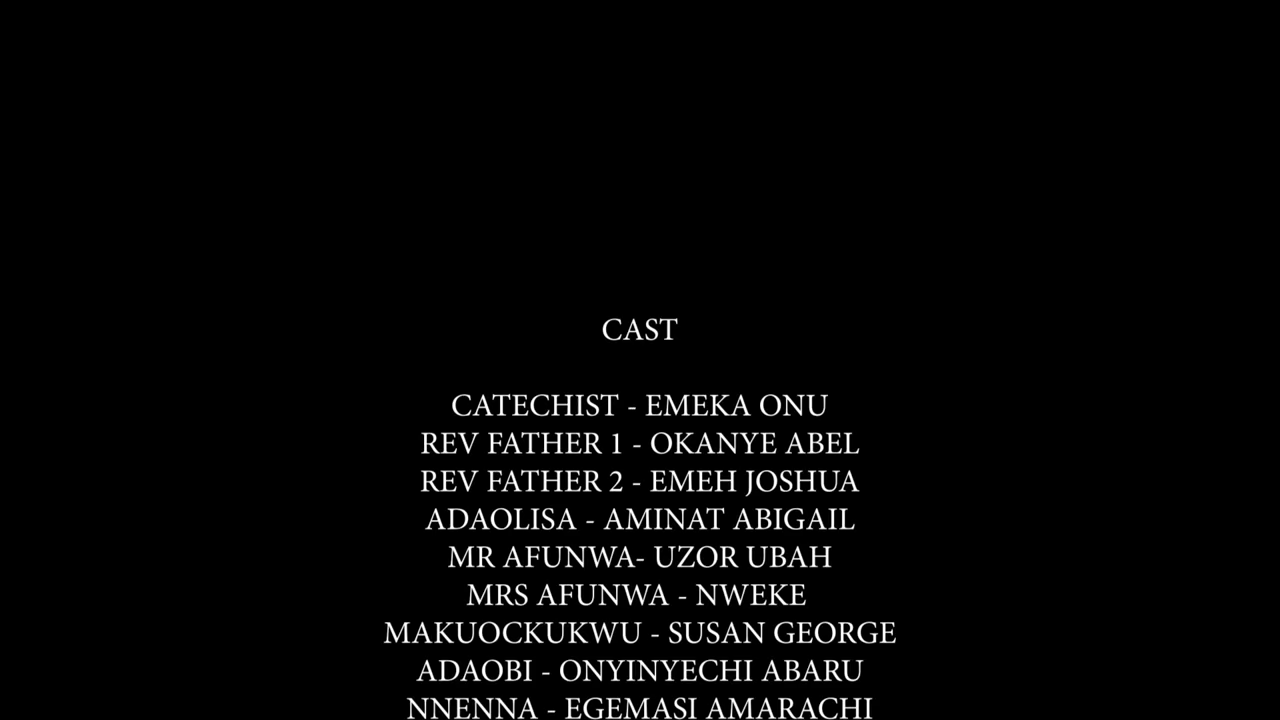 CAST
CATECHIST - EMEKA ONU
REV FATHER 1 - OKANYE ABEL
REV FATHER 2 - EMEH JOSHUA
ADAOLISA - AMINAT ABIGAIL
MR AFUNWA- UZOR UBAH
MRS AFUNWA - NWEKE
MAKUOCKUKWU - SUSAN GEORGE
ADAOBI - ONYINYECHI ABARU
NNENNA - EGEMASI AMARACHI